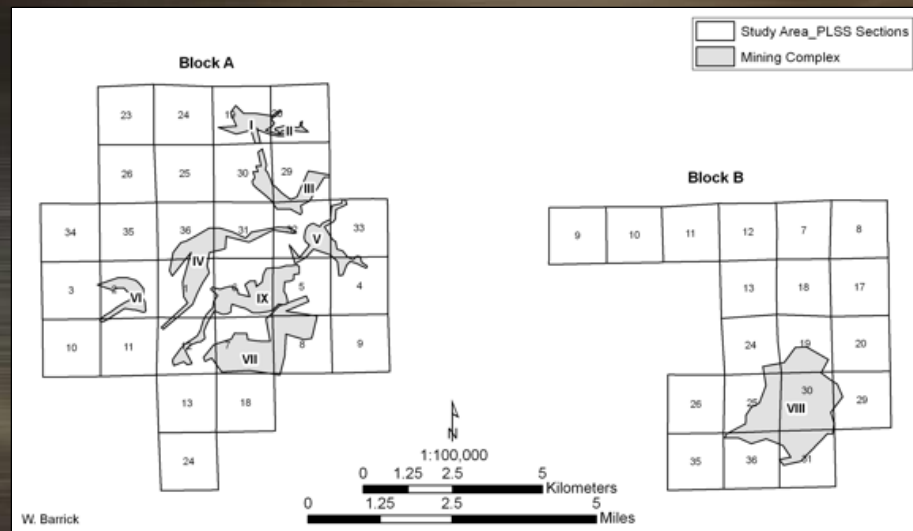 Study Area_PLSS Sections
Mining Complex
Block A
23 24 19 20
I II
26 25 30 29
III
34 35 36 31 33
V
IV
3 2 1 5 4
VI IX
10 11 7 8 9
VII
13 18
24
Block B
9 10 11 12 7 8
13 18 17
24 19 20
26 25 30 29
VIII
35 36 31
N
1:100,000
0 1.25 2.5 5
Kilometers
0 1.25 2.5 5
Miles
W. Barrick